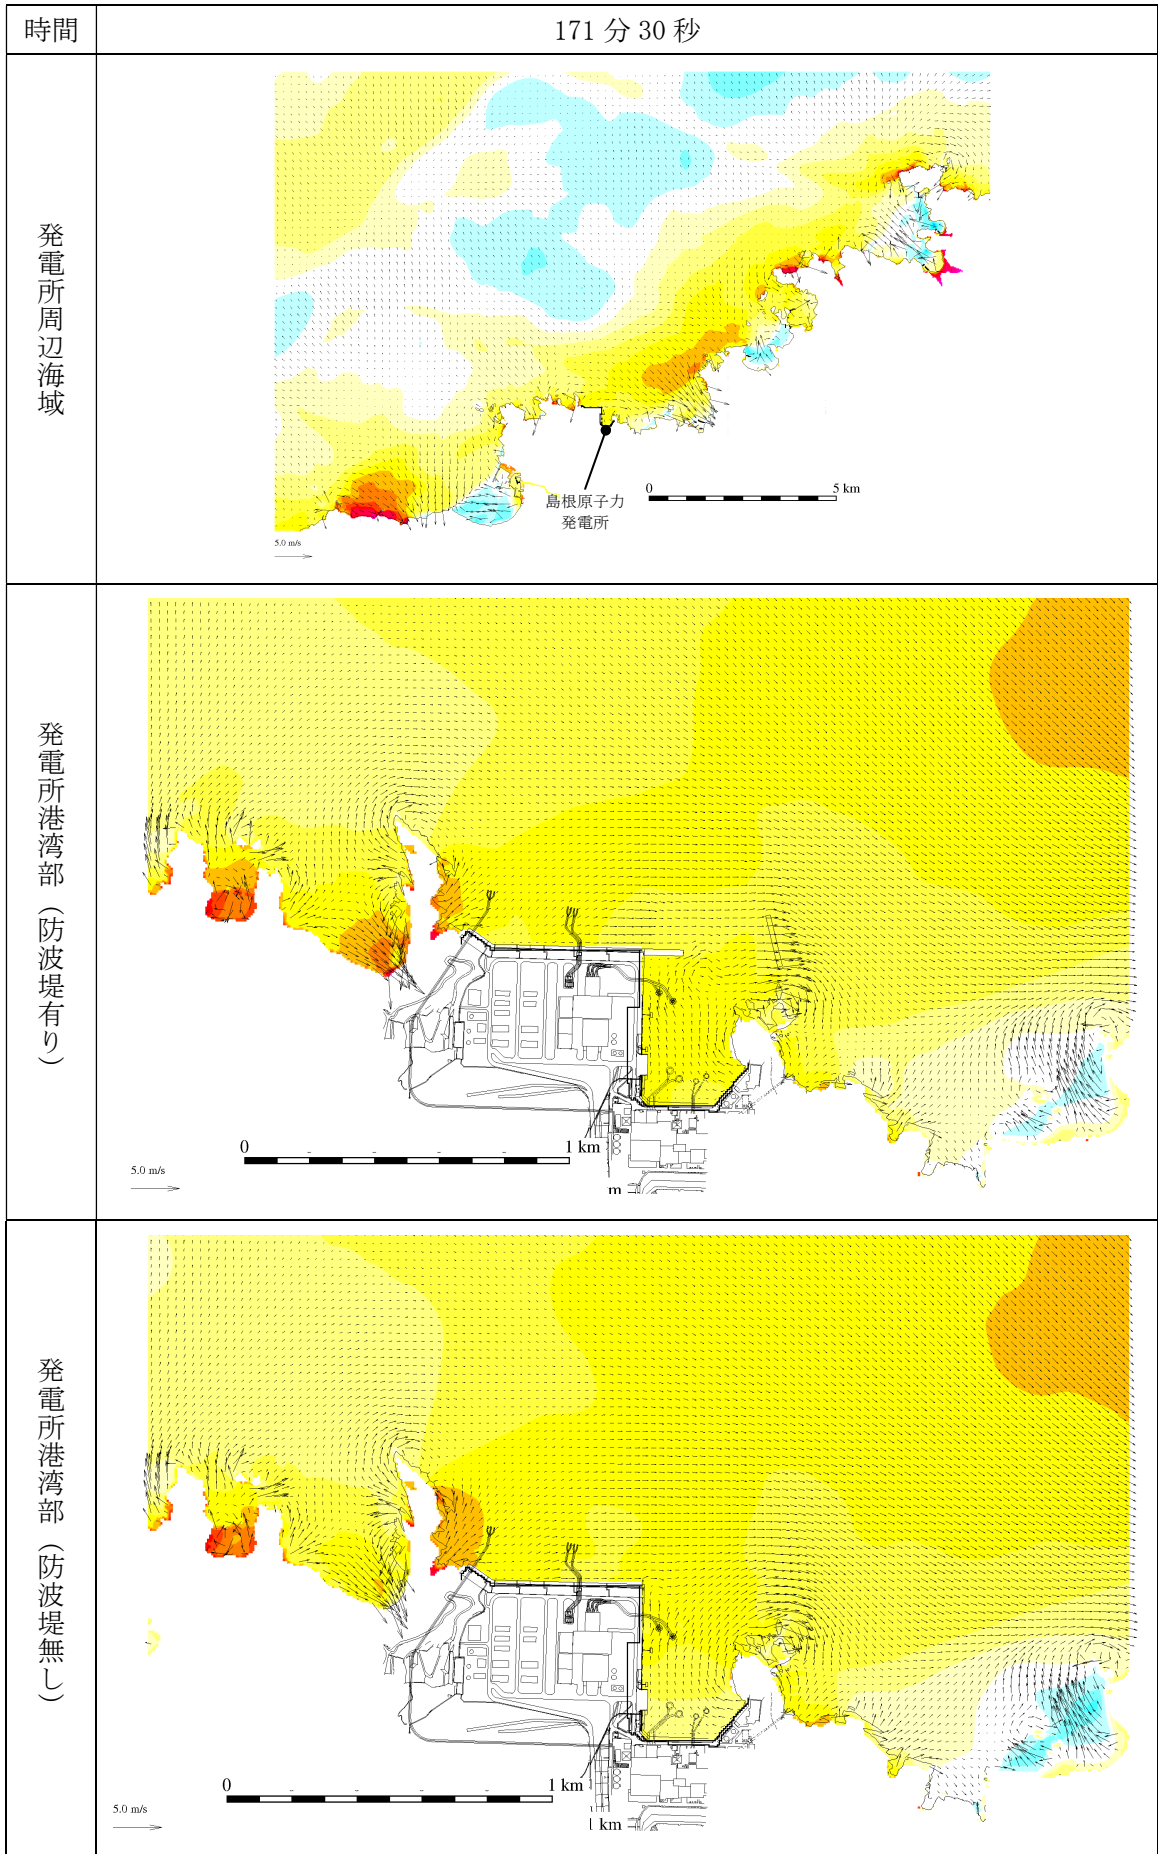 時間
171 分 30 秒
発電所周辺海域
島根原子力
発電所
0
5 km
5.0 m/s
発電所港湾部（防波堤有り）
0
1 km
5.0 m/s
m
発電所港湾部（防波堤無し）
0
1 km
5.0 m/s
1 km